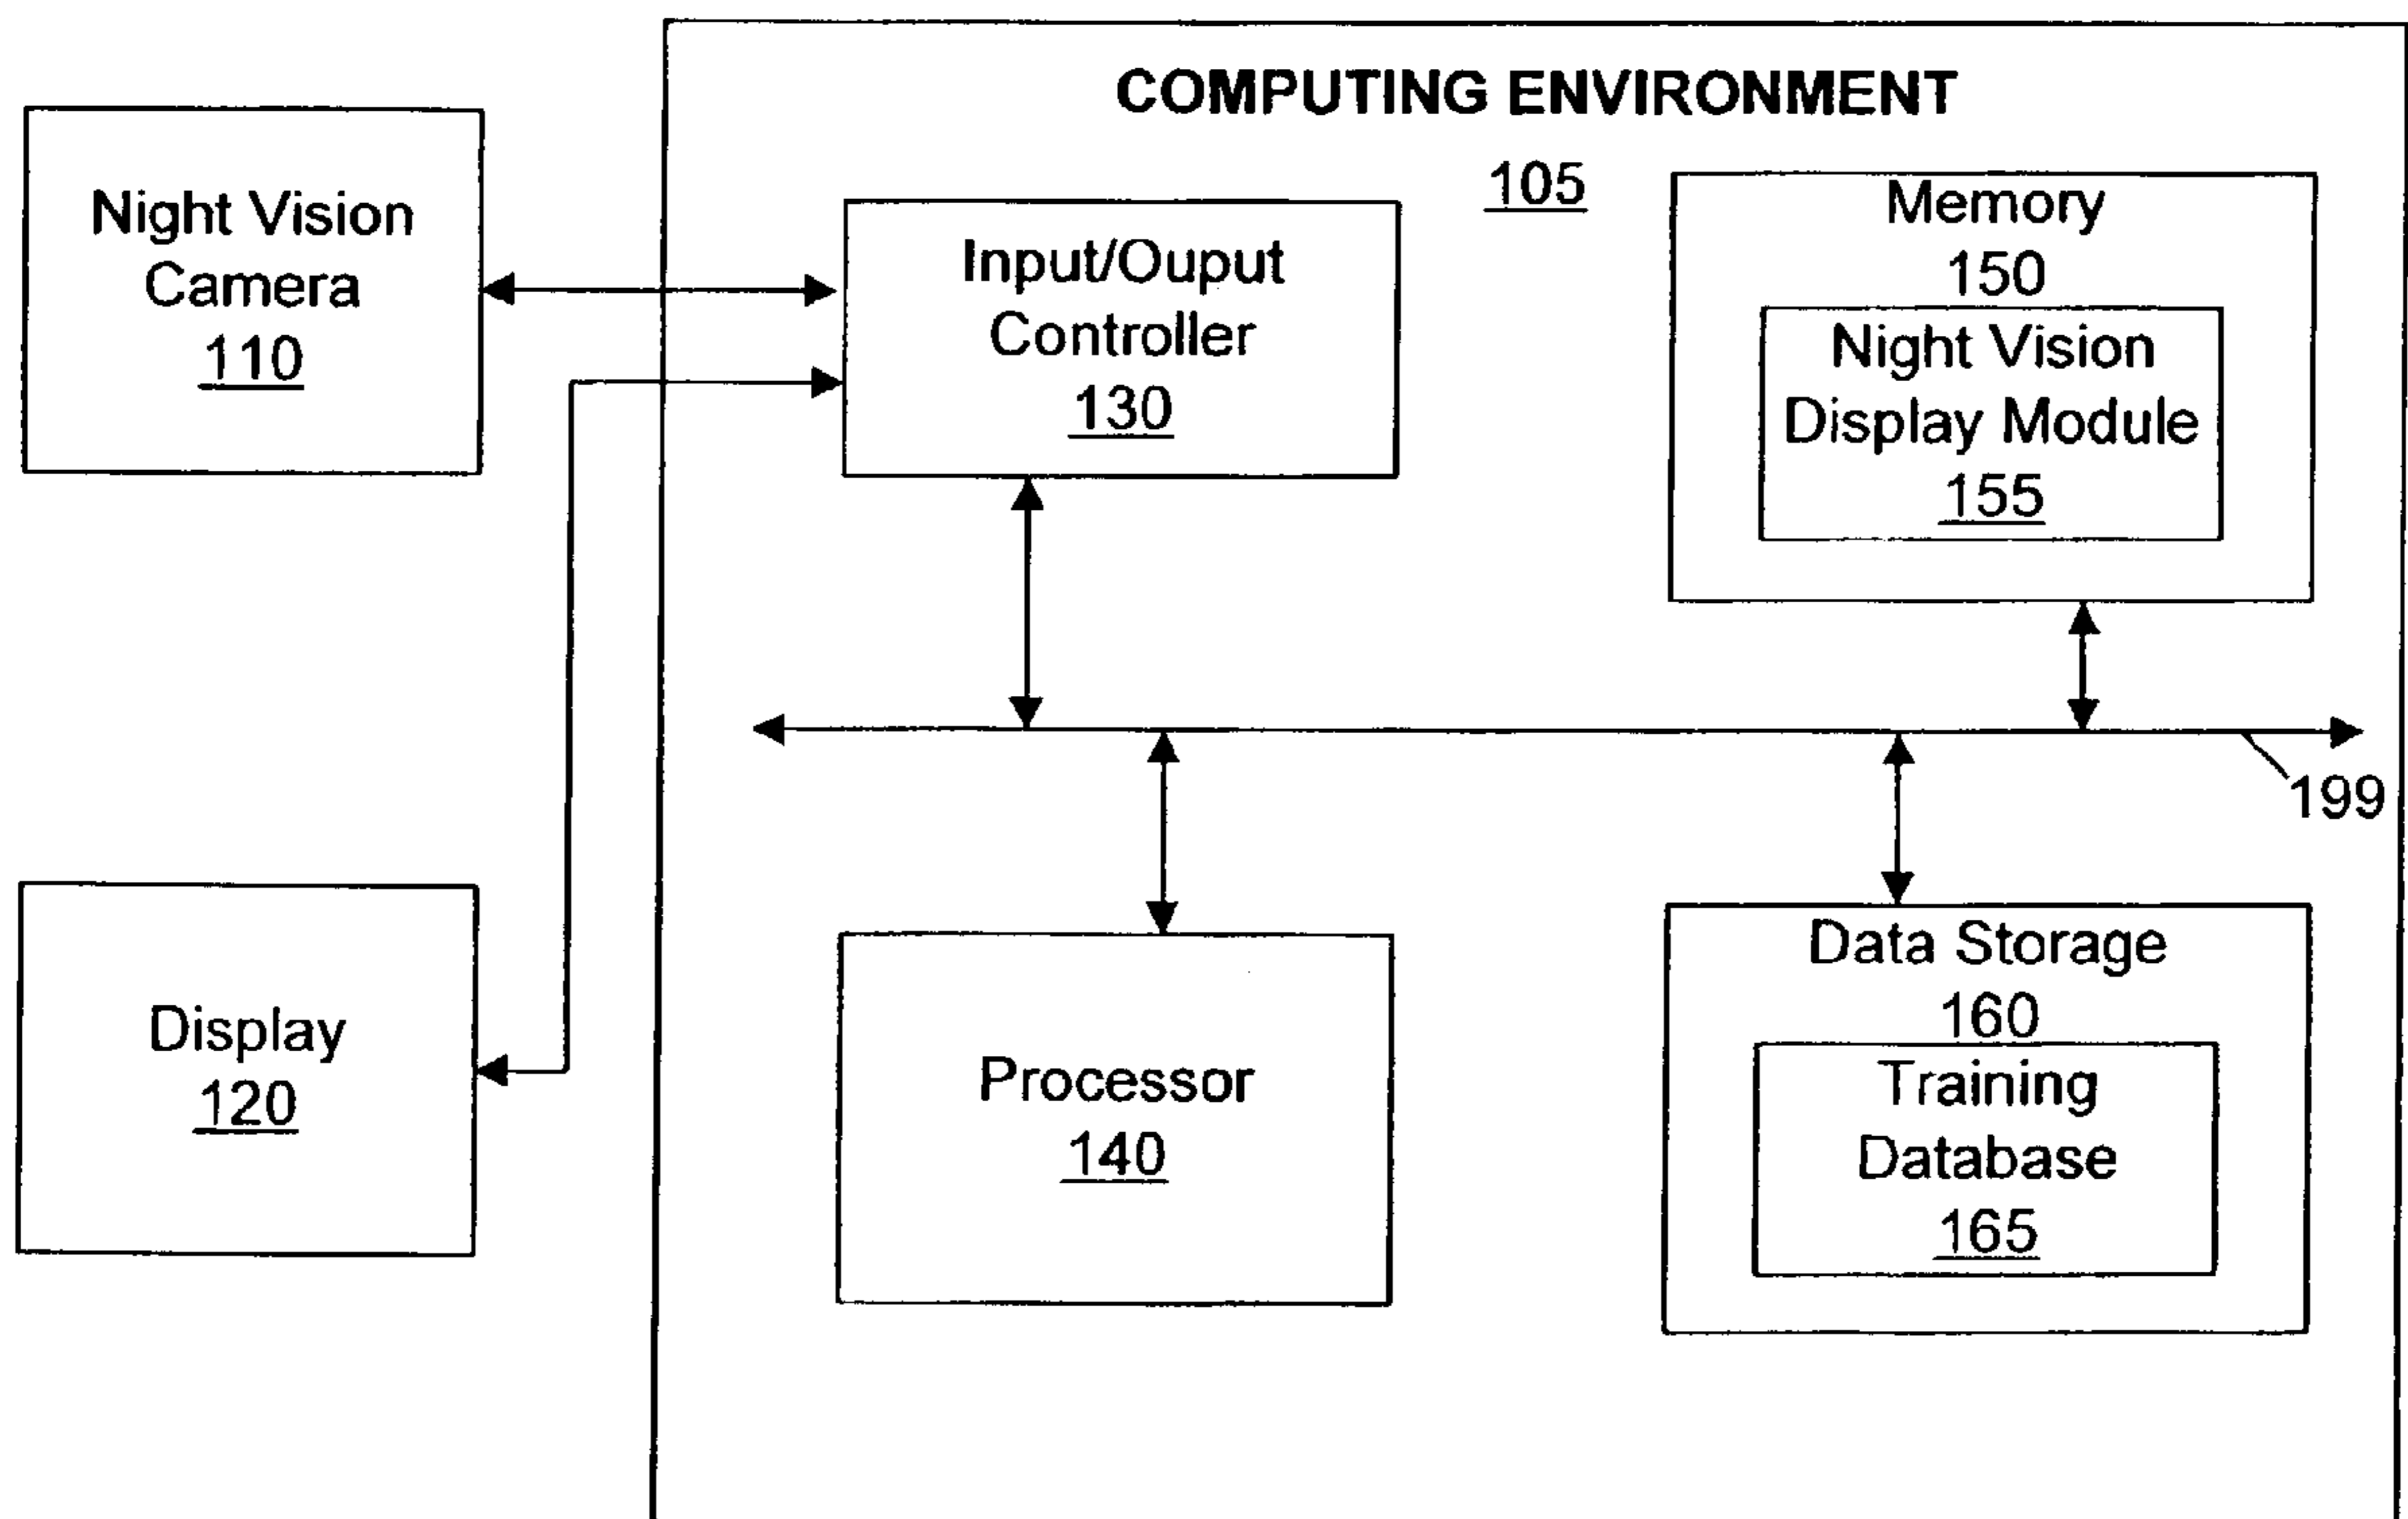 COMPUTING ENVIRONMENT
105
Night Vision
Camera
110
Input/Ouput
Controller
130
Memory
150
Night Vision
Display Module
155
199
Display
120
Processor
140
Data Storage
160
Training
Database
165